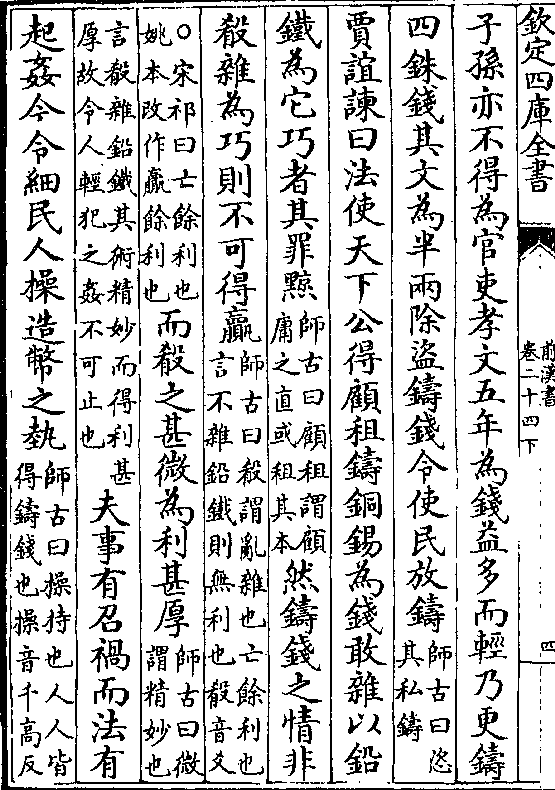 欽定四庫全書
前漢書
卷二十四下
四
子孫亦不得為官吏孝文五年為錢益多而輕乃更鑄
四銖錢其文為半兩除盜鑄錢令使民放鑄師古曰恣其私鑄
賈誼諫曰法使天下公得顧租鑄銅錫為錢敢雜以鉛
鐵為它巧者其罪黥師古曰顧租謂顧庸之直或租其本然鑄錢之情非
殽雜為巧則不可得贏師古曰殽謂亂雜也亡餘利也言不雜鉛鐵則無利也殽音爻
○宋祁曰亡餘利也姚本改作贏餘利也而殽之甚微為利甚厚師古曰微謂精妙也
言殽雜鉛鐵其術精妙而得利甚厚故令人輕犯之姦不可止也夫事有召禍而法有
起姦今令細民人操造幣之埶師古曰操持也人人皆得鑄錢也操音千高反